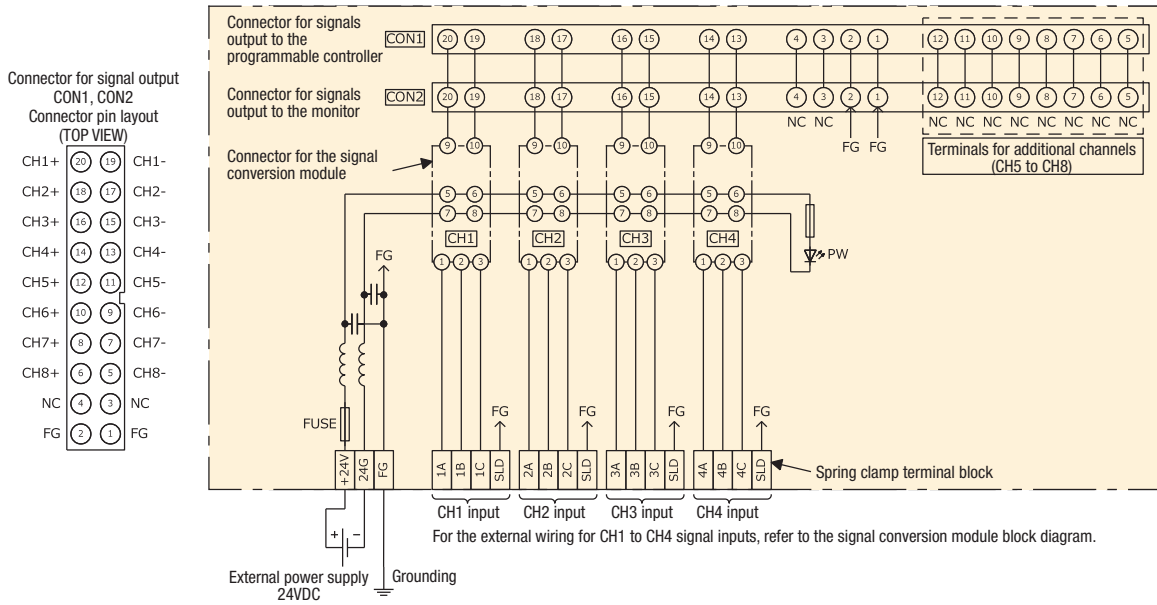 Connector for signal output
CON1, CON2
Connector pin layout
(TOP VIEW)
CH1+ 20 19 CH1-
CH2+ 18 17 CH2-
CH3+ 16 15 CH3-
CH4+ 14 13 CH4-
CH5+ 12 11 CH5-
CH6+ 10 9 CH6-
CH7+ 8 7 CH7-
CH8+ 6 5 CH8-
NC 4 3 NC
FG 2 1 FG
Connector for signals
output to the
programmable controller
CON1
20 19 18 17 16 15 14 13 4 3 2 1 12 11 10 9 8 7 6 5
Connector for signals
output to the monitor
CON2
20 19 18 17 16 15 14 13 4 3 2 1 12 11 10 9 8 7 6 5
NC NC NC NC NC NC NC NC NC NC
FG FG
Terminals for additional channels
(CH5 to CH8)
Connector for the signal
conversion module
9 10 9 10 9 10 9 10
5 6 5 6 5 6 5 6
7 8 7 8 7 8 7 8
CH1 CH2 CH3 CH4
PW
1 2 3 1 2 3 1 2 3 1 2 3
FG
FUSE
FG FG FG FG
+24V 24G FG 1A 1B 1C SLD 2A 2B 2C SLD 3A 3B 3C SLD 4A 4B 4C SLD
Spring clamp terminal block
CH1 input CH2 input CH3 input CH4 input
For the external wiring for CH1 to CH4 signal inputs, refer to the signal conversion module block diagram.
+ −
External power supply
24VDC
Grounding